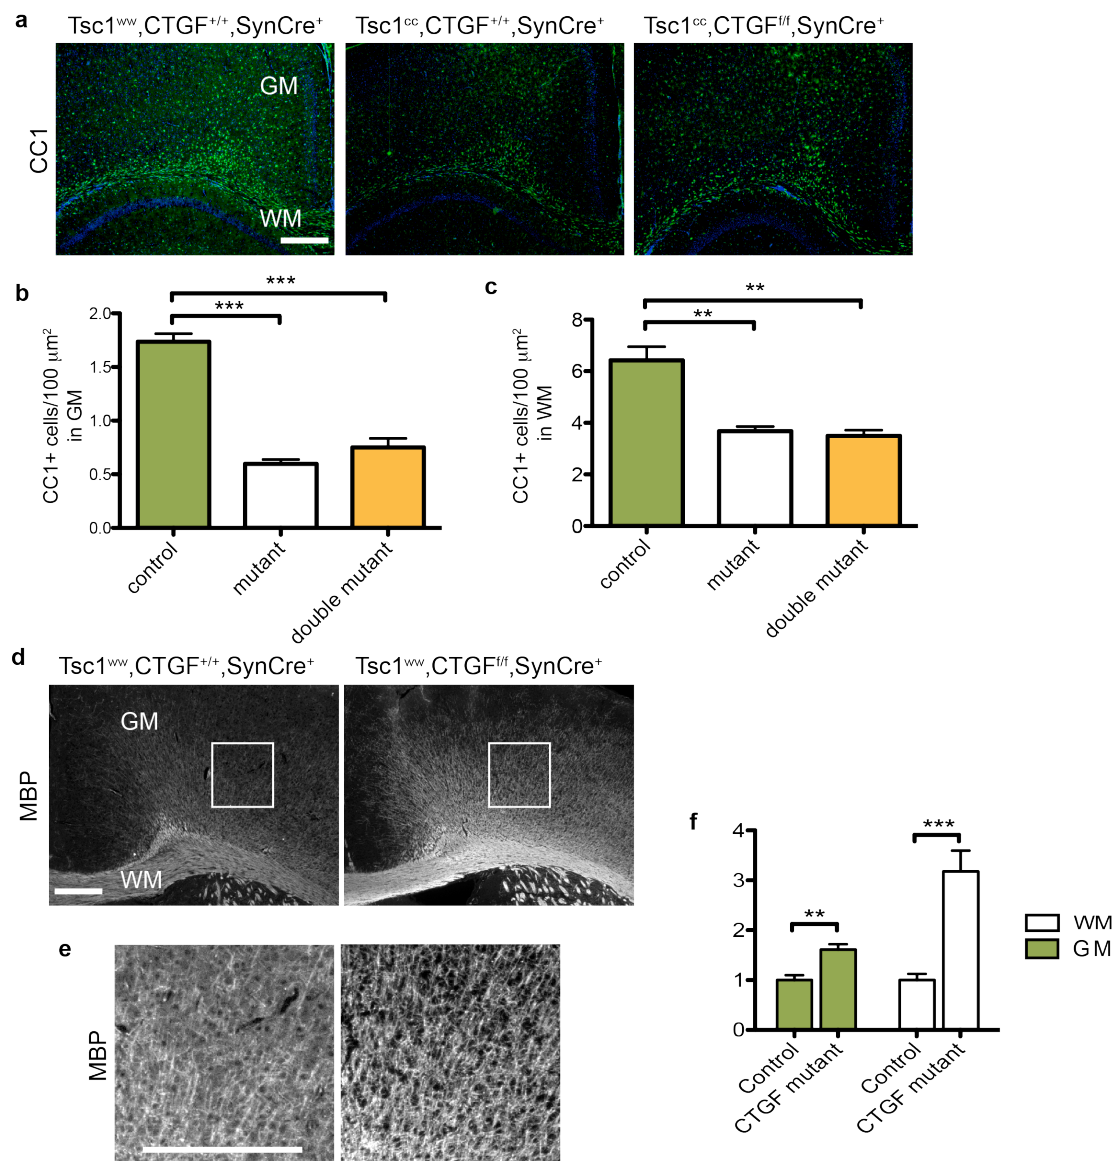 a
Tsc1ʷʷ,CTGF⁺/⁺,SynCre⁺
Tsc1ᶜᶜ,CTGF⁺/⁺,SynCre⁺
Tsc1ᶜᶜ,CTGFᶠ/ᶠ,SynCre⁺
CC1
GM
WM
b
CC1+ cells/100 µm²
in GM
2.0
1.5
1.0
0.5
0.0
***
***
control
mutant
double mutant
c
CC1+ cells/100 µm²
in WM
8
6
4
2
0
**
**
control
mutant
double mutant
d
Tsc1ʷʷ,CTGF⁺/⁺,SynCre⁺
Tsc1ʷʷ,CTGFᶠ/ᶠ,SynCre⁺
MBP
GM
WM
e
MBP
f
4
3
2
1
0
**
***
Control
CTGF mutant
Control
CTGF mutant
WM
GM